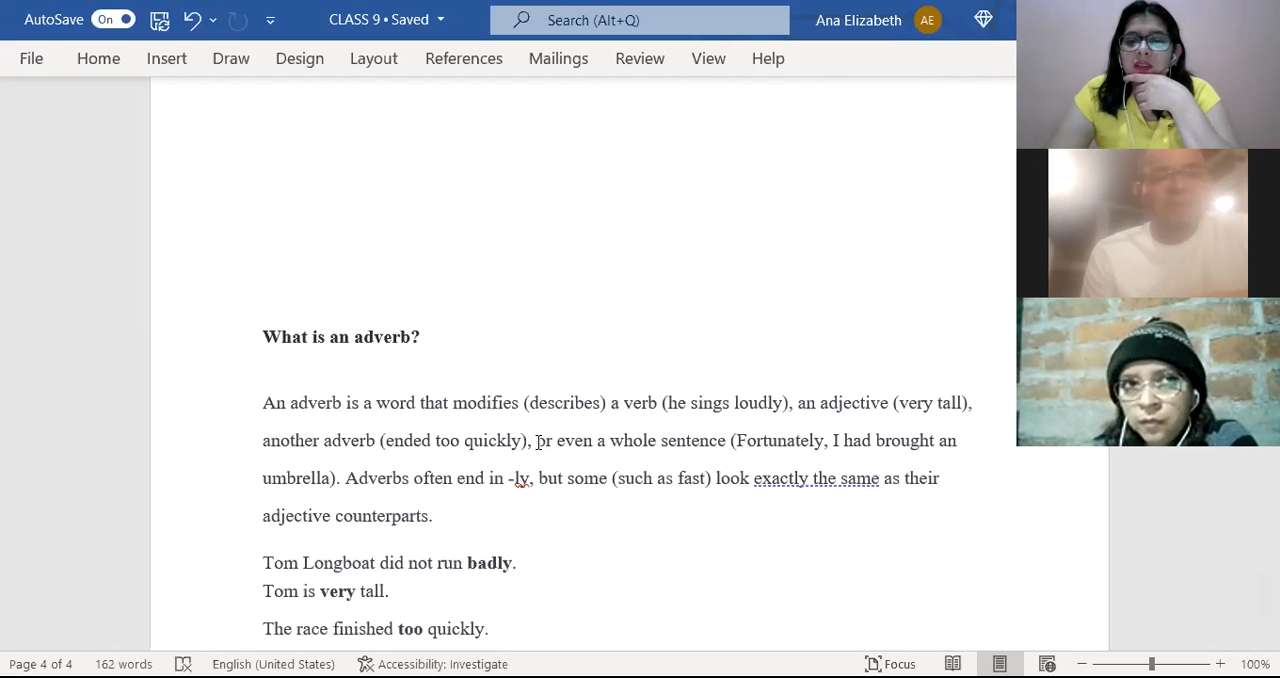 AutoSave On CLASS 9 • Saved Search (Alt+Q) Ana Elizabeth AE
File Home Insert Draw Design Layout References Mailings Review View Help
What is an adverb?
An adverb is a word that modifies (describes) a verb (he sings loudly), an adjective (very tall),
another adverb (ended too quickly), or even a whole sentence (Fortunately, I had brought an
umbrella). Adverbs often end in -ly, but some (such as fast) look exactly the same as their
adjective counterparts.
Tom Longboat did not run badly.
Tom is very tall.
The race finished too quickly.
Page 4 of 4 162 words English (United States) Accessibility: Investigate Focus 100%